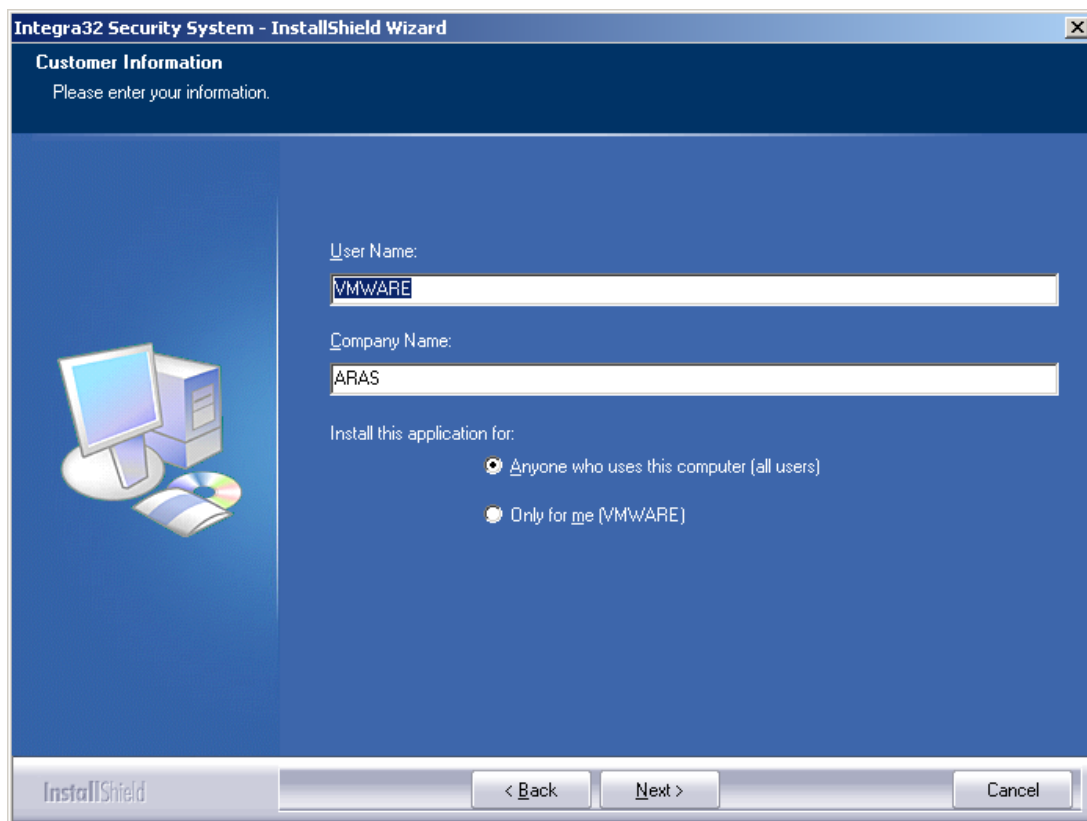 Integra32 Security System - InstallShield Wizard
Customer Information
Please enter your information.
User Name:
VMWARE
Company Name:
ARAS
Install this application for:
Anyone who uses this computer (all users)
Only for me (VMWARE)
InstallShield
< Back Next > Cancel